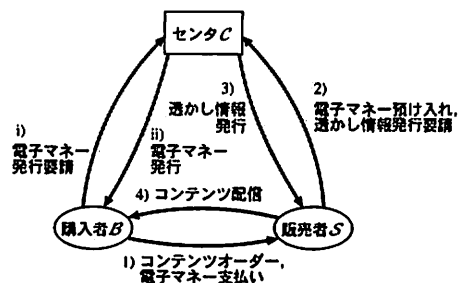 センタC
3)
透かし情報
発行
2)
電子マネー預け入れ,
透かし情報発行要請
i)
電子マネー
発行要請
ii)
電子マネー
発行
4) コンテンツ配信
購入者B
販売者S
1) コンテンツオーダー,
電子マネー支払い